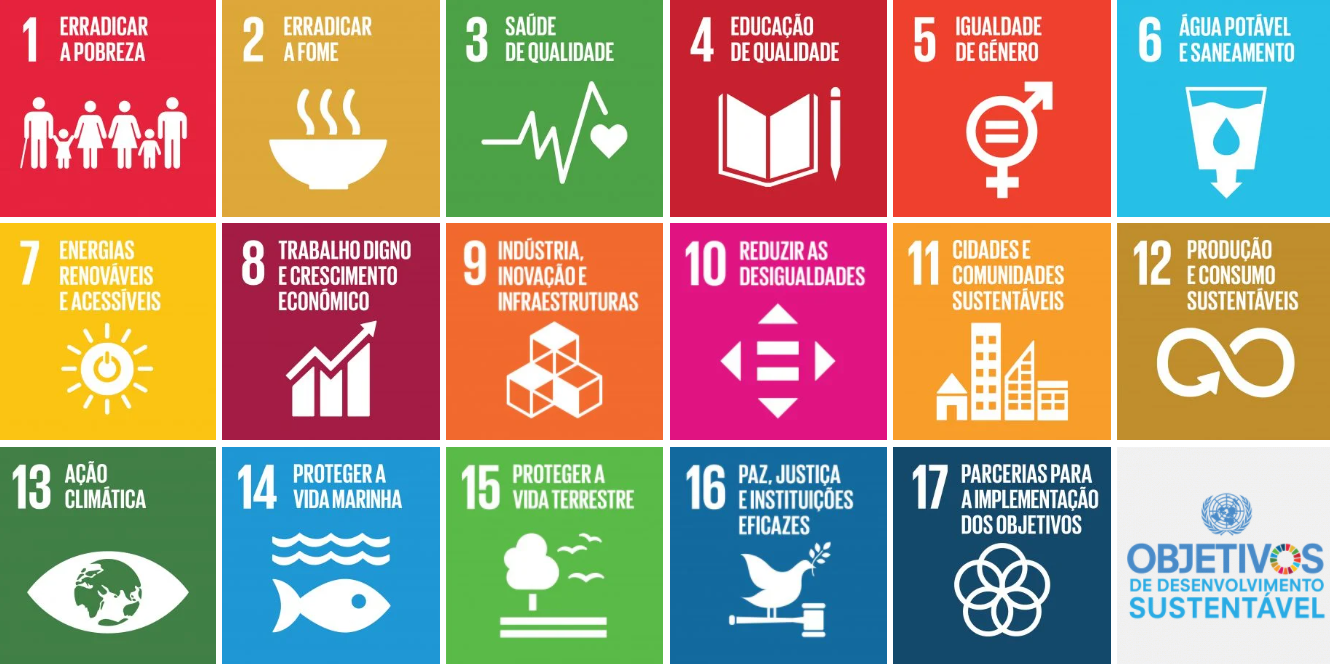 1 ERRADICAR
A POBREZA
2 ERRADICAR
A FOME
3 SAÚDE
DE QUALIDADE
4 EDUCAÇÃO
DE QUALIDADE
5 IGUALDADE
DE GÉNERO
6 ÁGUA POTÁVEL
E SANEAMENTO
7 ENERGIAS
RENOVÁVEIS
E ACESSÍVEIS
8 TRABALHO DIGNO
E CRESCIMENTO
ECONÓMICO
9 INDÚSTRIA,
INOVAÇÃO E
INFRAESTRUTURAS
10 REDUZIR AS
DESIGUALDADES
11 CIDADES E
COMUNIDADES
SUSTENTÁVEIS
12 PRODUÇÃO
E CONSUMO
SUSTENTÁVEIS
13 AÇÃO
CLIMÁTICA
14 PROTEGER A
VIDA MARINHA
15 PROTEGER A
VIDA TERRESTRE
16 PAZ, JUSTIÇA
E INSTITUIÇÕES
EFICAZES
17 PARCERIAS PARA
A IMPLEMENTAÇÃO
DOS OBJETIVOS
OBJETIVOS
DE DESENVOLVIMENTO
SUSTENTÁVEL